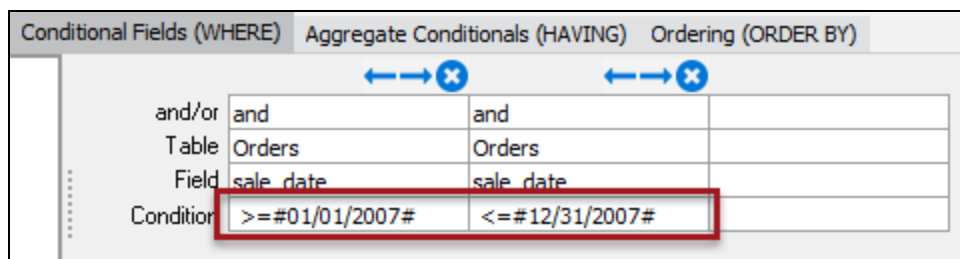 Conditional Fields (WHERE) Aggregate Conditionals (HAVING) Ordering (ORDER BY)
and/or and and
Table Orders Orders
Field sale_date sale_date
Condition >=#01/01/2007# <=#12/31/2007#